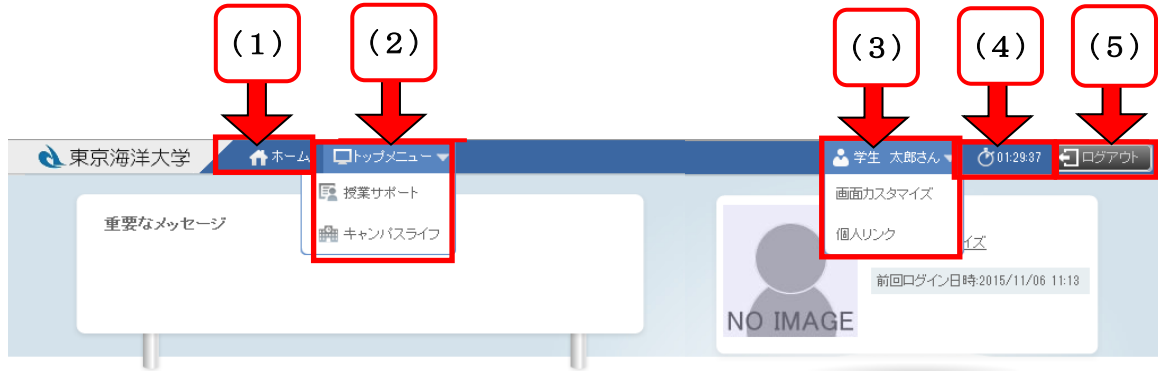 (1)
(2)
(3)
(4)
(5)
東京海洋大学
ホーム
トップメニュー
学生 太郎さん
01:29:37
ログアウト
授業サポート
キャンパスライフ
画面カスタマイズ
個人リンク
重要なメッセージ
イズ
前回ログイン日時:2015/11/06 11:13
NO IMAGE